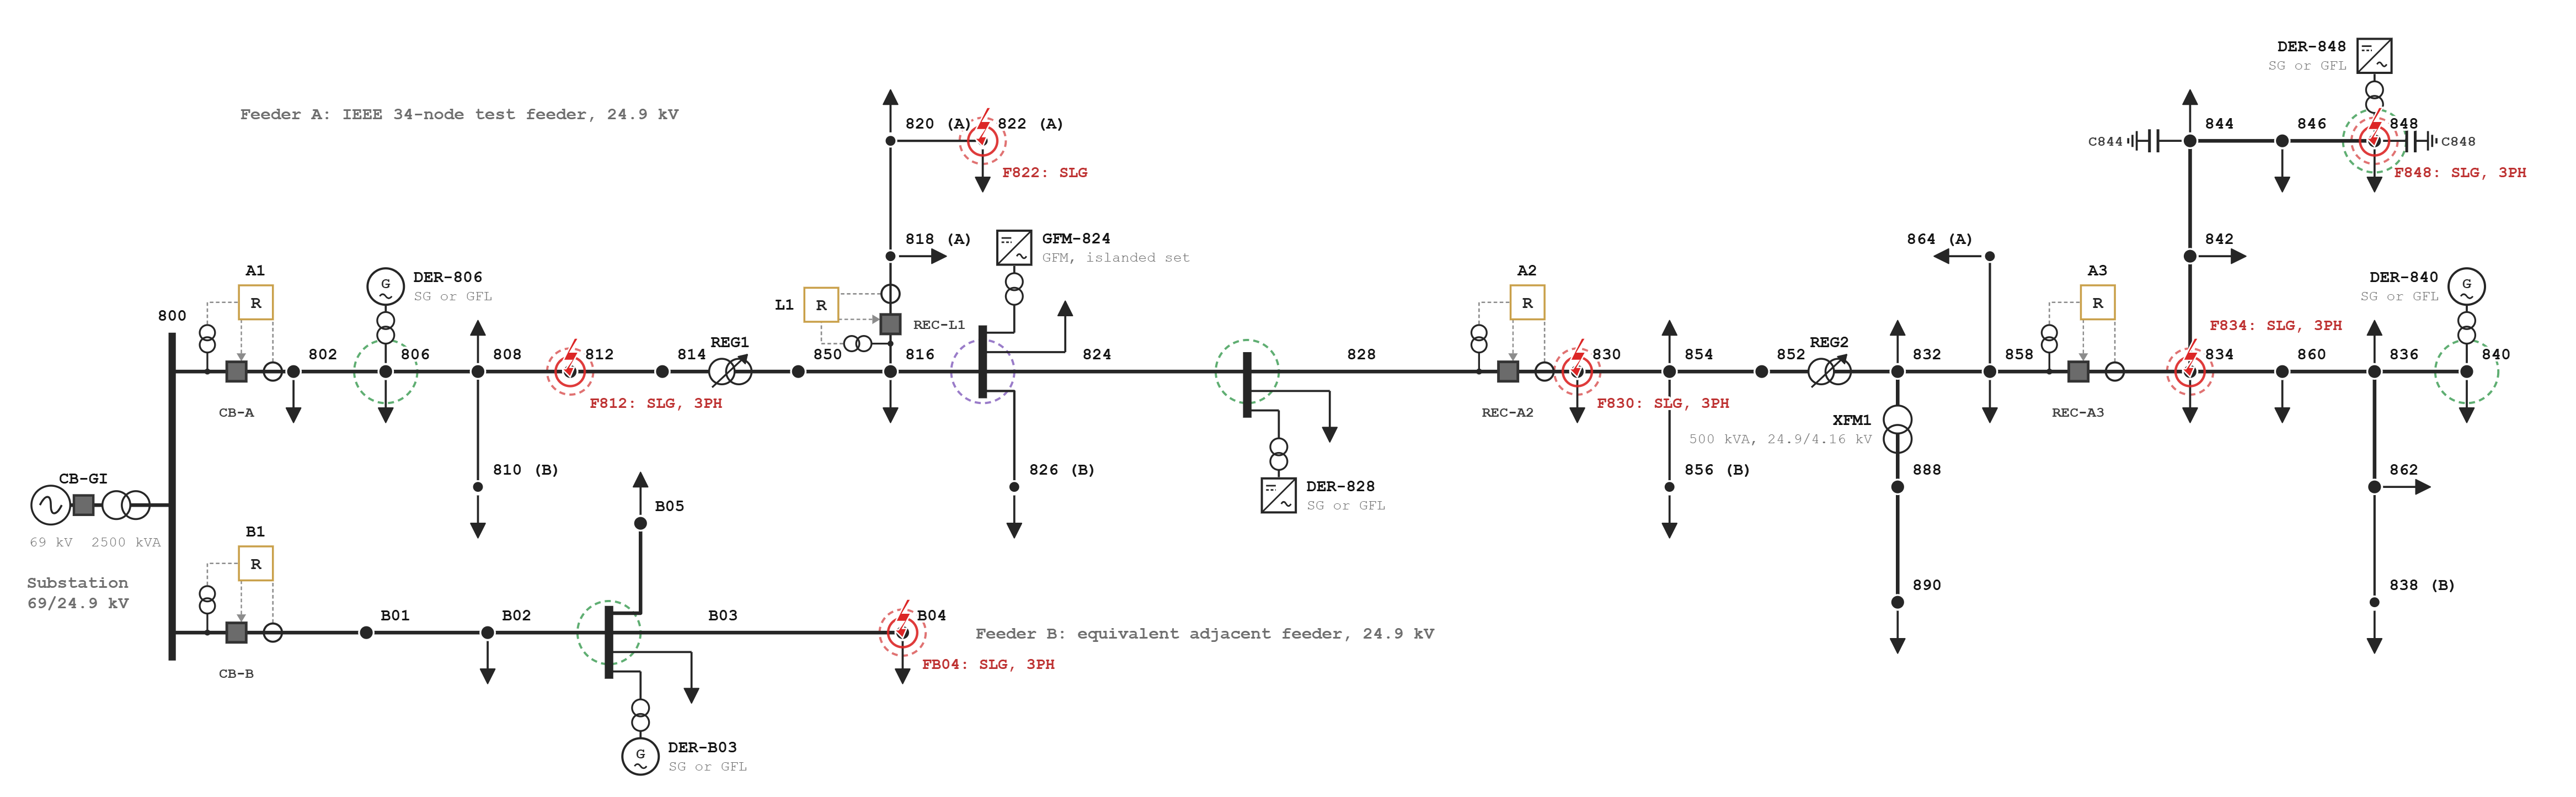 DER-848
SG or GFL
Feeder A: IEEE 34-node test feeder, 24.9 kV
820 (A)
822 (A)
F822: SLG
844
846
848
C844
C848
F848: SLG, 3PH
818 (A)
GFM-824
GFM, islanded set
864 (A)
842
A1
R
DER-806
SG or GFL
L1
R
REC-L1
A2
R
A3
R
DER-840
SG or GFL
800
802
806
808
812
814
REG1
850
816
824
828
830
854
852
REG2
832
858
834
F834: SLG, 3PH
860
836
840
G
G
CB-A
F812: SLG, 3PH
REC-A2
F830: SLG, 3PH
REC-A3
XFM1
500 kVA, 24.9/4.16 kV
810 (B)
826 (B)
856 (B)
888
862
CB-GI
69 kV
2500 kVA
Substation
69/24.9 kV
DER-828
SG or GFL
B05
B1
R
890
838 (B)
B01
B02
B03
B04
Feeder B: equivalent adjacent feeder, 24.9 kV
FB04: SLG, 3PH
CB-B
G
DER-B03
SG or GFL